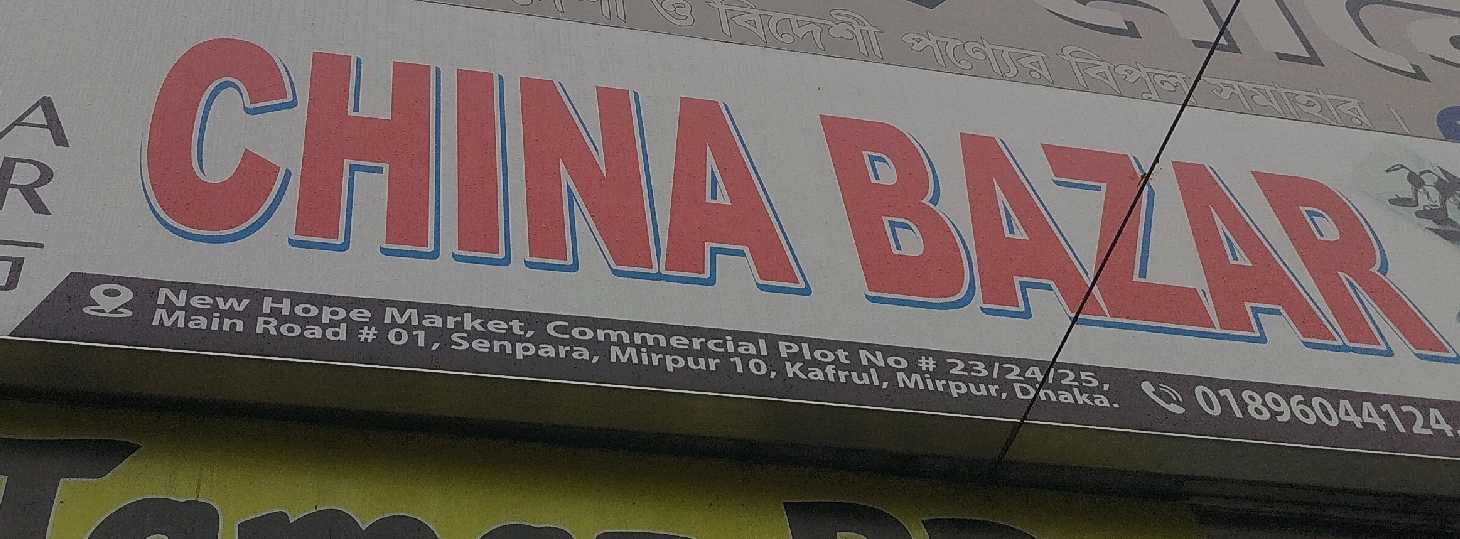 ও বিদেশী পণ্যের বিপুল সমাহার।
CHINA BAZAR
New Hope Market, Commercial Plot No # 23/24/25,
Main Road # 01, Senpara, Mirpur 10, Kafrul, Mirpur, Dhaka.
01896044124,